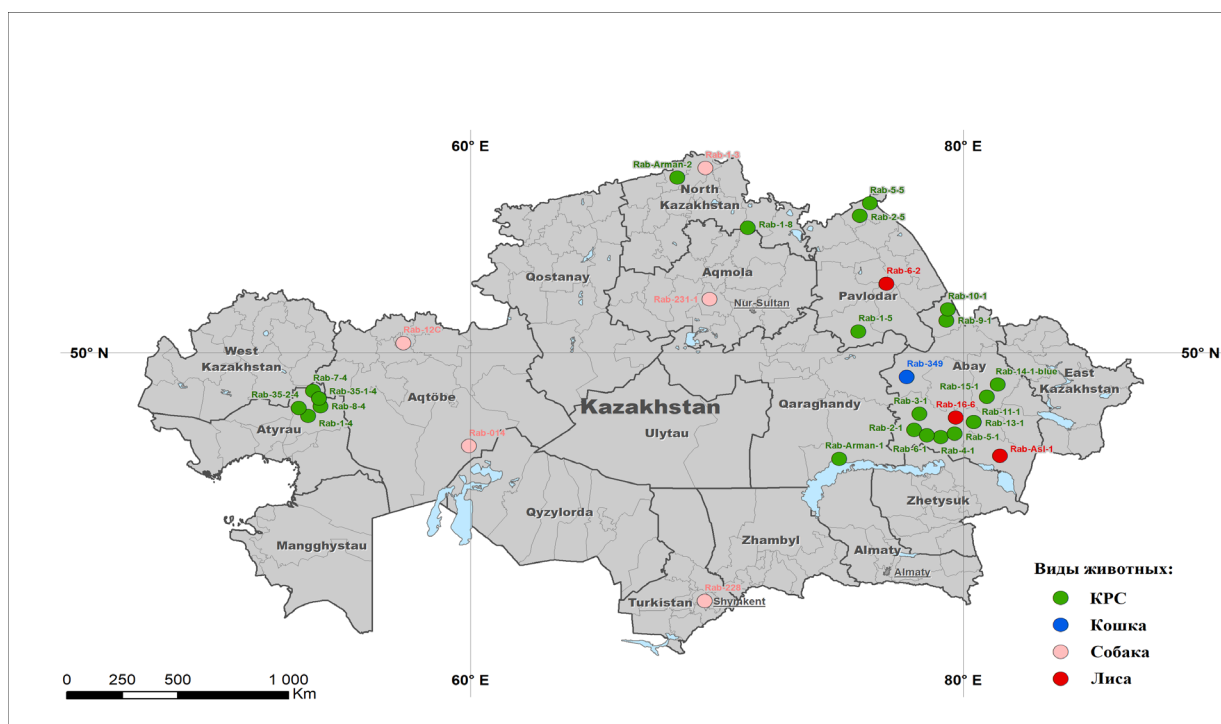 60° E
80° E
Rab-Arman-2
Rab-1-3
North
Kazakhstan
Rab-5-5
Rab-2-5
Rab-1-8
Aqmola
Qostanay
Rab-6-2
Rab-231-1
Nur-Sultan
Pavlodar
Rab-10-1
Rab-9-1
Rab-12C
Rab-1-5
50° N
50° N
West
Kazakhstan
Abay
Rab-349
East
Kazakhstan
Rab-14-1-blue
Rab-7-4
Rab-35-2-4
Rab-35-1-4
Rab-8-4
Rab-1-4
Aqtöbe
Atyrau
Kazakhstan
Ulytau
Qaraghandy
Rab-15-1
Rab-3-1
Rab-16-6
Rab-11-1
Rab-13-1
Rab-2-1
Rab-5-1
Rab-6-1
Rab-4-1
Rab-014
Rab-Arman-1
Rab-Asl-1
Zhetysuk
Qyzylorda
Zhambyl
Mangghystau
Almaty
Almaty
Rab-228
Turkistan
Shymkent
Виды животных:
КРС
Кошка
Собака
Лиса
0 250 500 1 000
Km
60° E
80° E